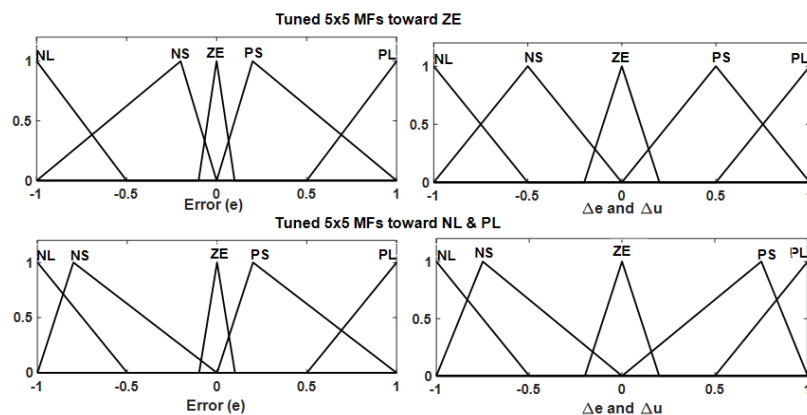 Tuned 5x5 MFs toward ZE
NL NS ZE PS PL
1
0.5
0
-1 -0.5 0 0.5 1
Error (e)
NL NS ZE PS PL
1
0.5
0
-1 -0.5 0 0.5 1
Δe and Δu
Tuned 5x5 MFs toward NL & PL
NL NS ZE PS PL
1
0.5
0
-1 -0.5 0 0.5 1
Error (e)
NL NS ZE PS PL
1
0.5
0
-1 -0.5 0 0.5 1
Δe and Δu